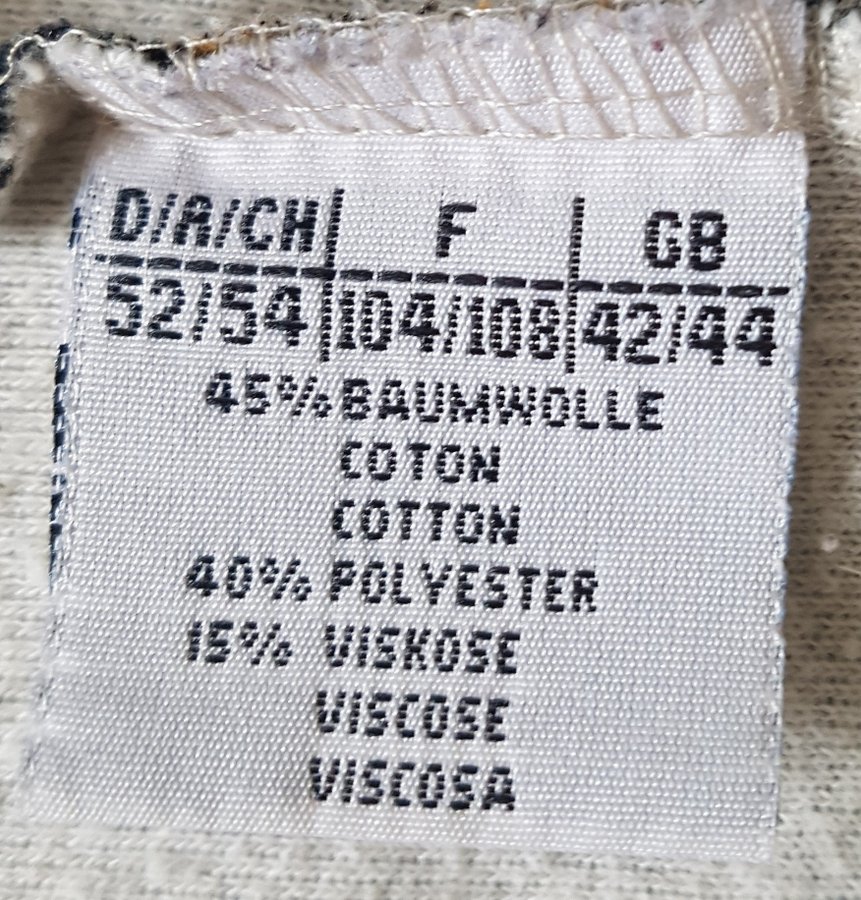 D/A/CH F GB
52/54 104/108 42/44
45% BAUMWOLLE
COTON
COTTON
40% POLYESTER
15% VISKOSE
VISCOSE
VISCOSA